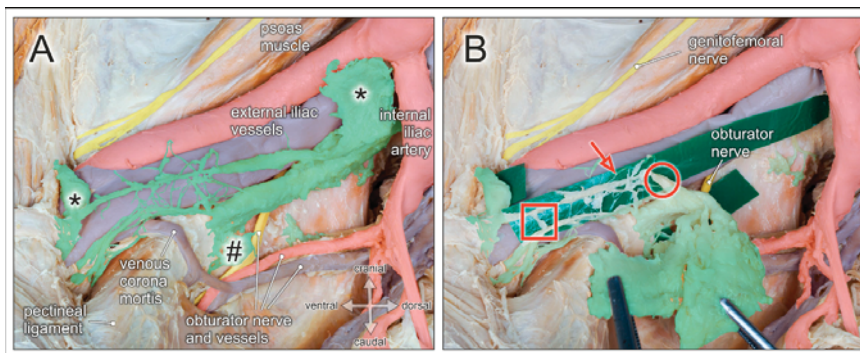 A
psoas
muscle
*
external iliac
vessels
internal
iliac
artery
*
#
venous
corona
mortis
cranial
ventral
dorsal
caudal
pectineal
ligament
obturator nerve
and vessels
B
genitofemoral
nerve
obturator
nerve